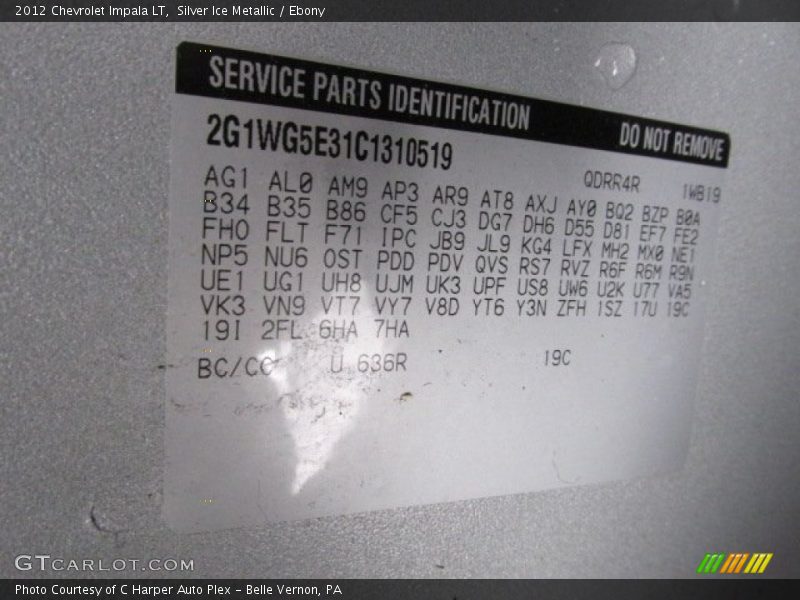 2012 Chevrolet Impala LT, Silver Ice Metallic / Ebony
SERVICE PARTS IDENTIFICATION DO NOT REMOVE
2G1WG5E31C1310519 QDRR4R 1WB19
AG1 AL0 AM9 AP3 AR9 AT8 AXJ AY0 BQ2 BZP B0A
B34 B35 B86 CF5 CJ3 DG7 DH6 D55 D81 EF7 FE2
FHO FLT F71 IPC JB9 JL9 KG4 LFX MH2 MX0 NE1
NP5 NU6 OST PDD PDV QVS RS7 RVZ R6F R6M R9N
UE1 UG1 UH8 UJM UK3 UPF US8 UW6 U2K U77 VA5
VK3 VN9 VT7 VY7 V8D YT6 Y3N ZFH 1SZ 17U 19C
19I 2FL 6HA 7HA
BC/CC U 636R 19C
GTCARLOT.COM
Photo Courtesy of C Harper Auto Plex – Belle Vernon, PA